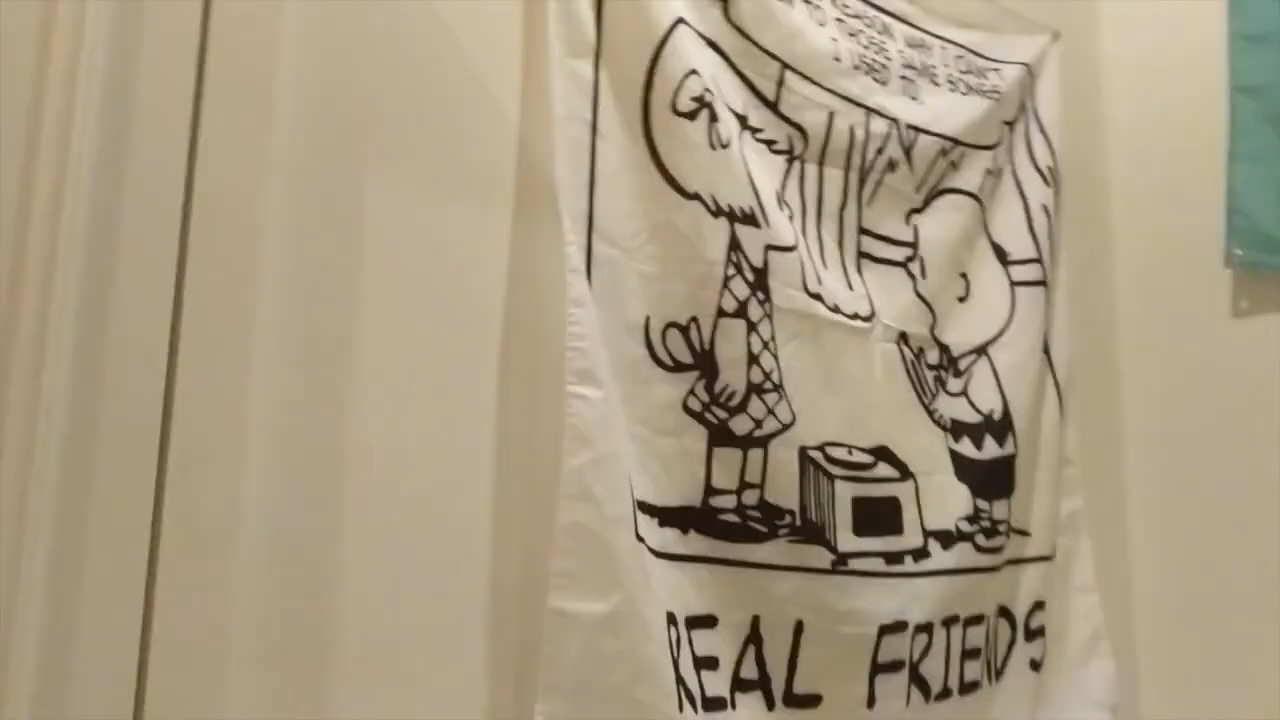 REASON WHY I CAN'T
TO THOSE SAME SONGS
I USED TO
REAL FRIENDS